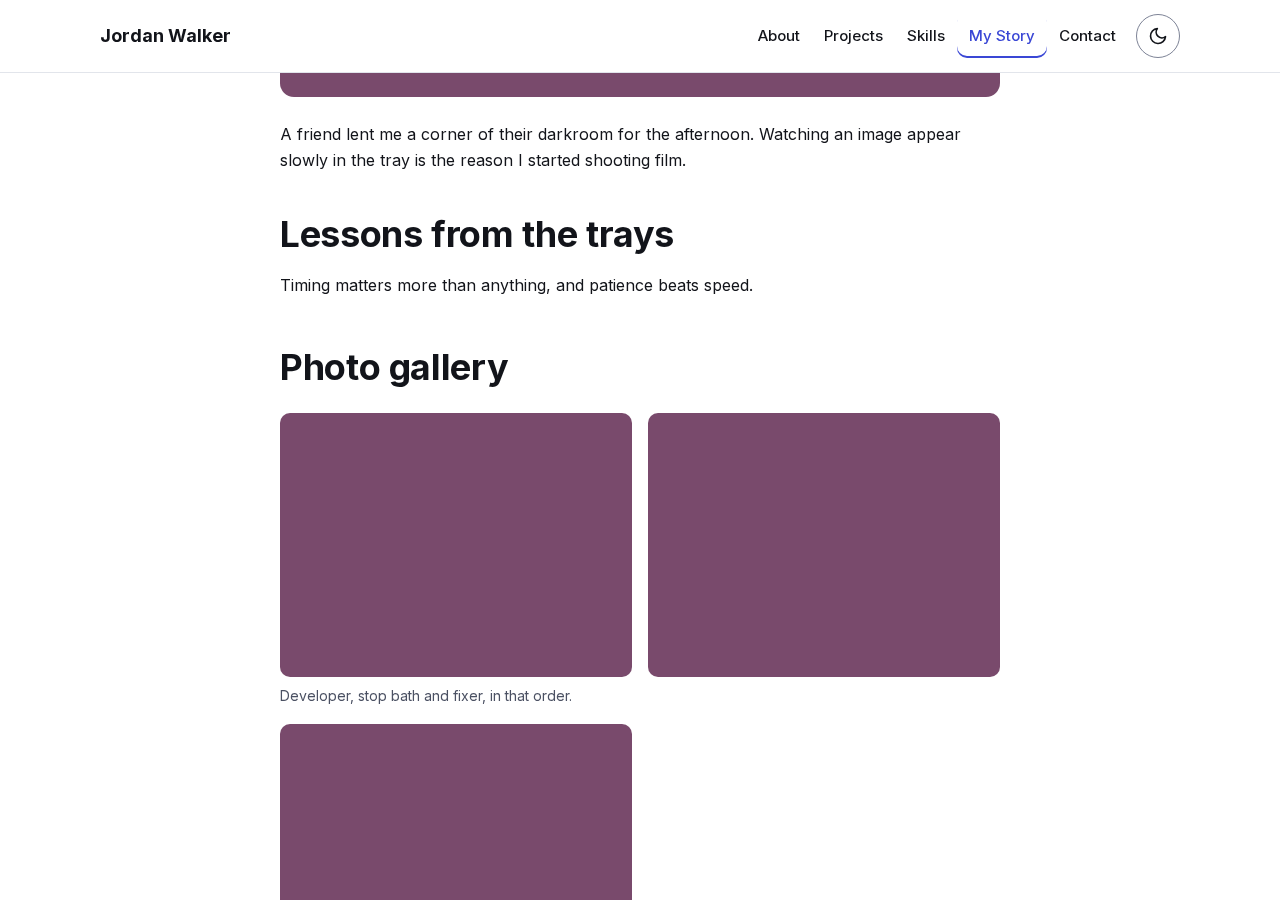 Jordan Walker
About Projects Skills My Story Contact
A friend lent me a corner of their darkroom for the afternoon. Watching an image appear
slowly in the tray is the reason I started shooting film.
Lessons from the trays
Timing matters more than anything, and patience beats speed.
Photo gallery
Developer, stop bath and fixer, in that order.